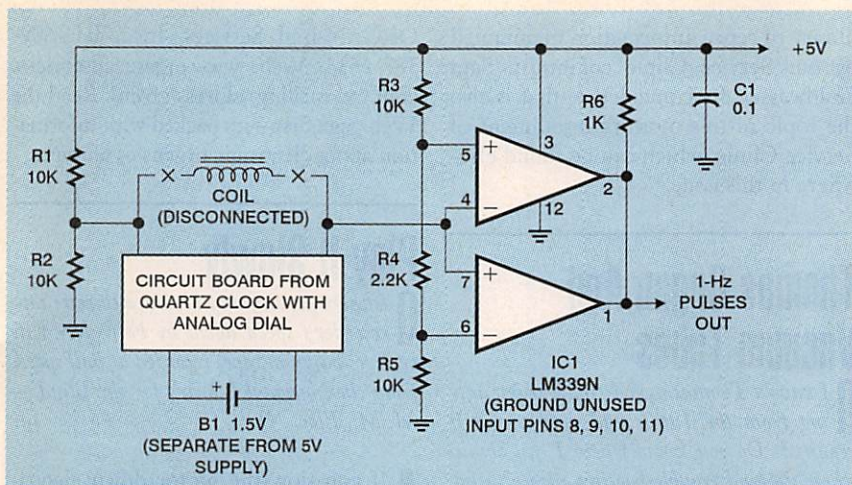 +5V
R3
10K
R6
1K
C1
0.1
R1
10K
COIL
(DISCONNECTED)
5
+
3
4
–
12
2
R2
10K
CIRCUIT BOARD FROM
QUARTZ CLOCK WITH
ANALOG DIAL
R4
2.2K
7
+
6
–
1
1-Hz
PULSES
OUT
+
B1 1.5V
(SEPARATE FROM 5V
SUPPLY)
R5
10K
IC1
LM339N
(GROUND UNUSED
INPUT PINS 8, 9, 10, 11)